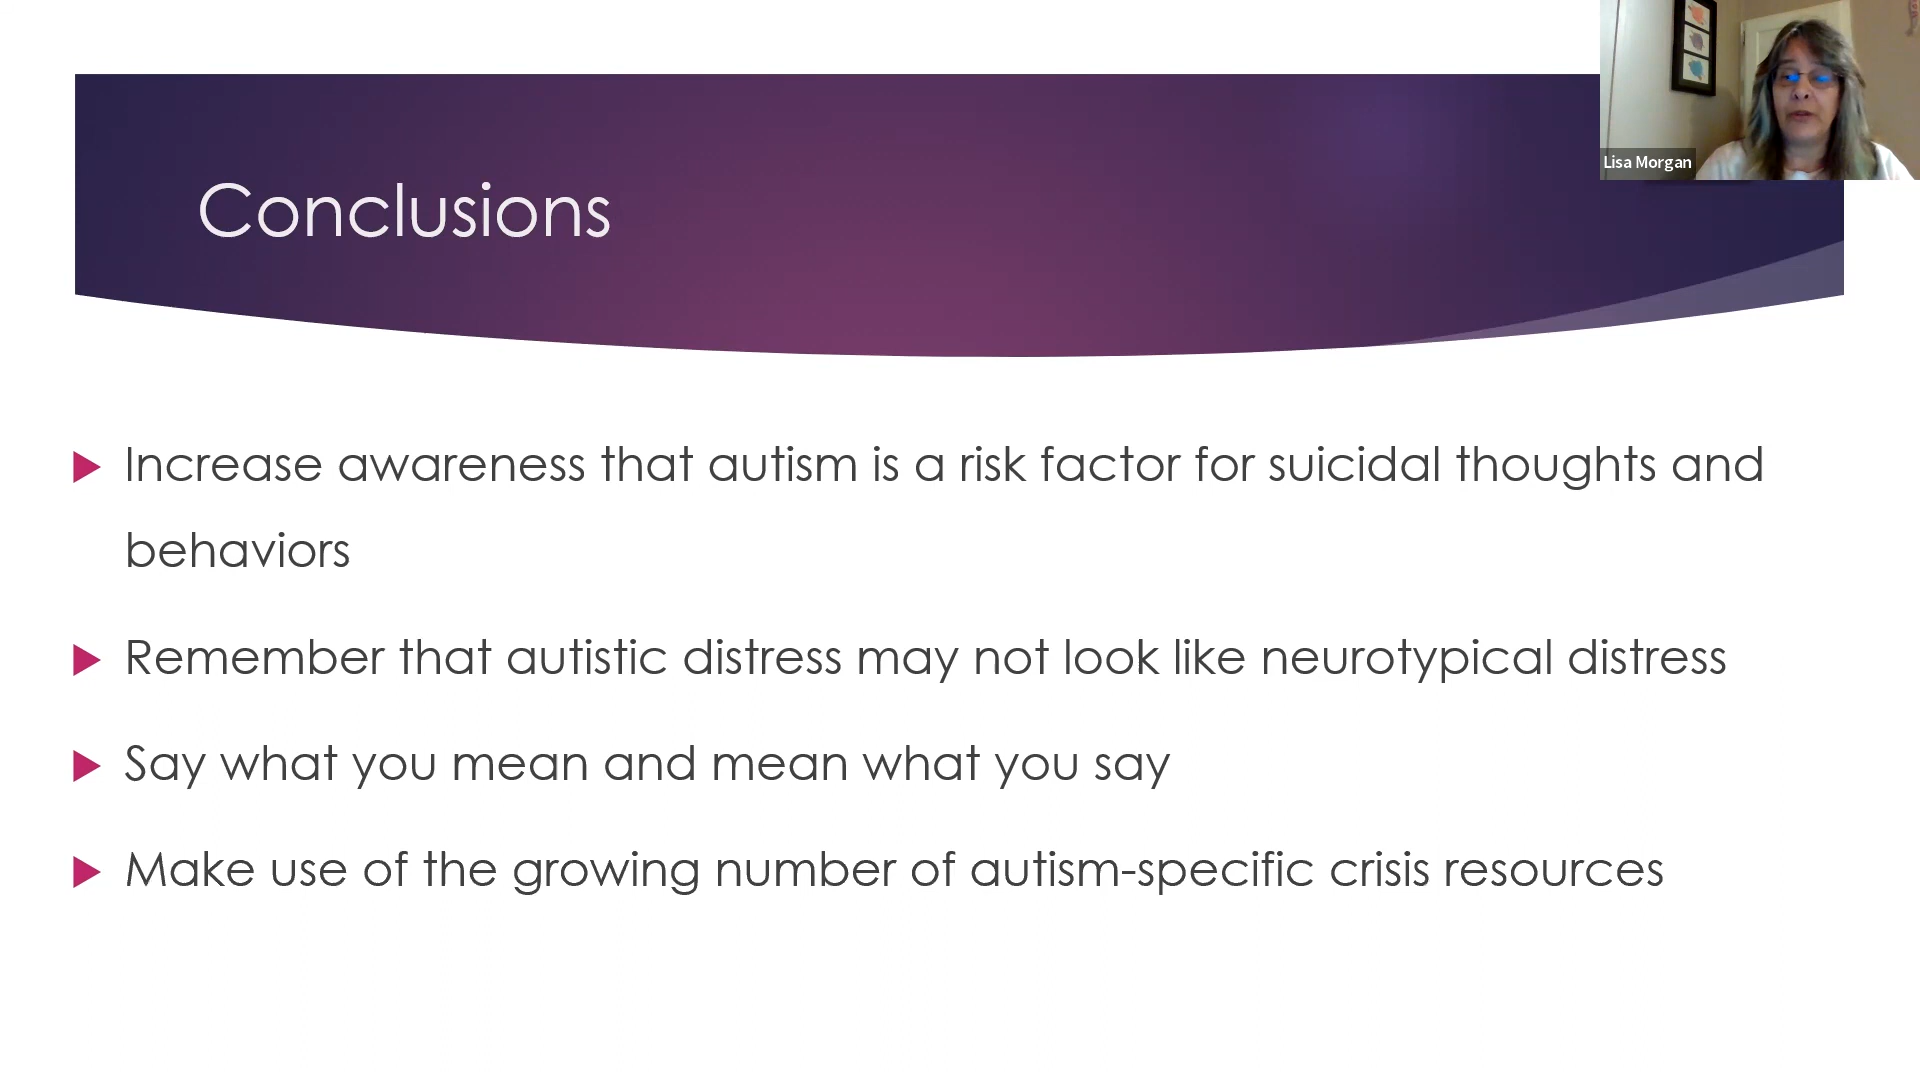 Lisa Morgan
Conclusions
Increase awareness that autism is a risk factor for suicidal thoughts and
behaviors
Remember that autistic distress may not look like neurotypical distress
Say what you mean and mean what you say
Make use of the growing number of autism-specific crisis resources